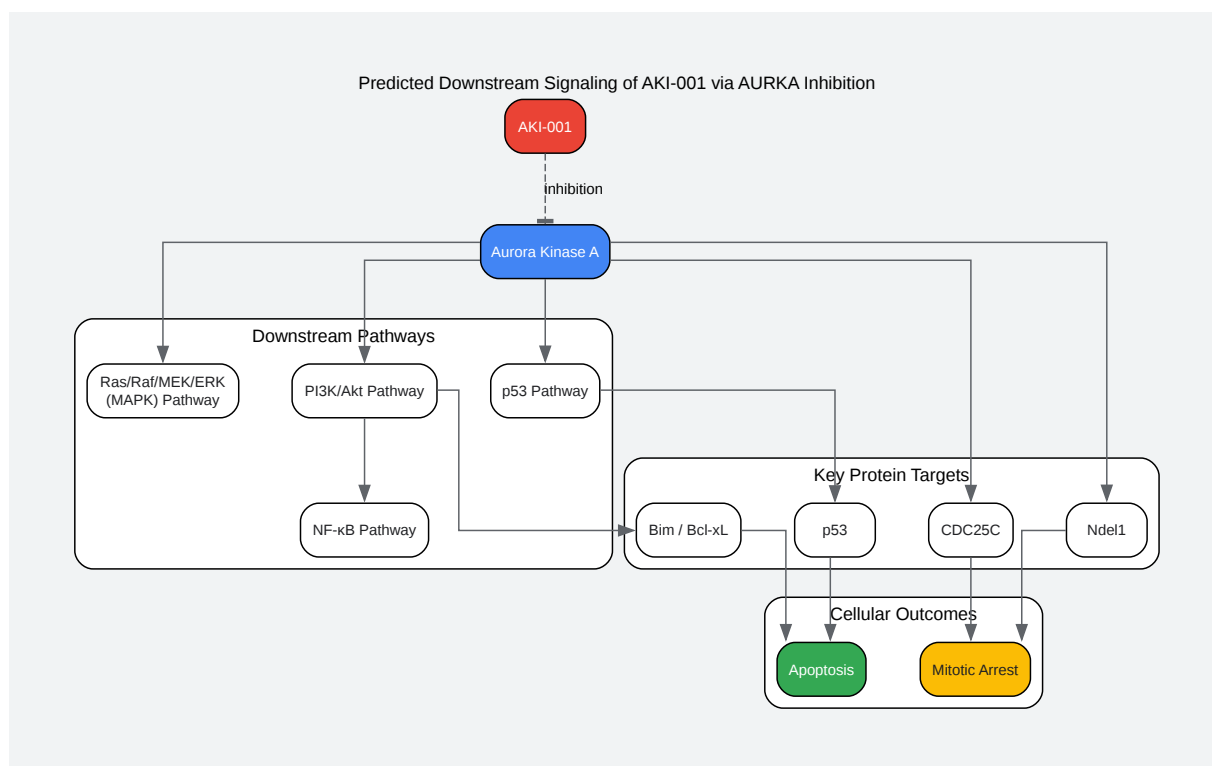 Predicted Downstream Signaling of AKI-001 via AURKA Inhibition
AKI-001
inhibition
Aurora Kinase A
Downstream Pathways
Ras/Raf/MEK/ERK
(MAPK) Pathway
PI3K/Akt Pathway
p53 Pathway
NF-κB Pathway
Key Protein Targets
Bim / Bcl-xL
p53
CDC25C
Ndel1
Cellular Outcomes
Apoptosis
Mitotic Arrest